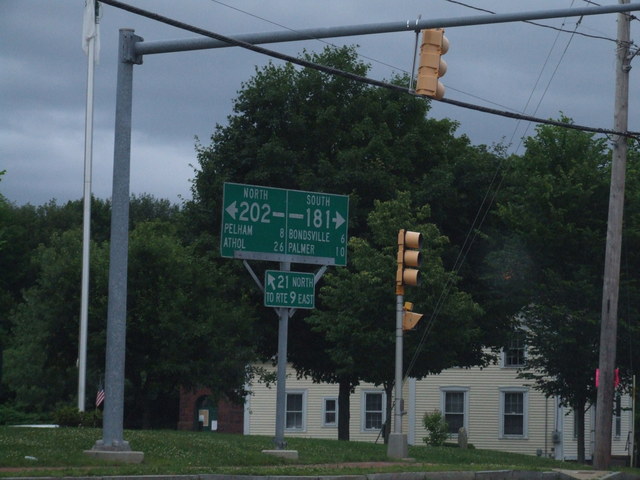 NORTH
202
PELHAM 8
ATHOL 26
SOUTH
181
BONDSVILLE 6
PALMER 10
21 NORTH
TO RTE 9 EAST